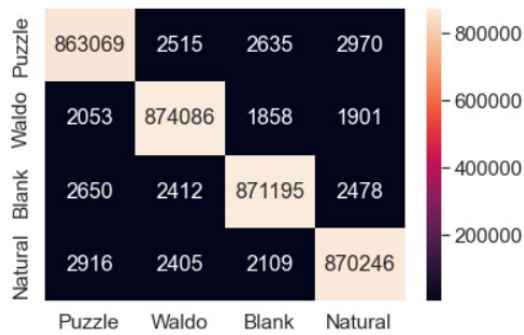 Puzzle 863069 2515 2635 2970
Waldo 2053 874086 1858 1901
Blank 2650 2412 871195 2478
Natural 2916 2405 2109 870246
Puzzle Waldo Blank Natural
800000
600000
400000
200000